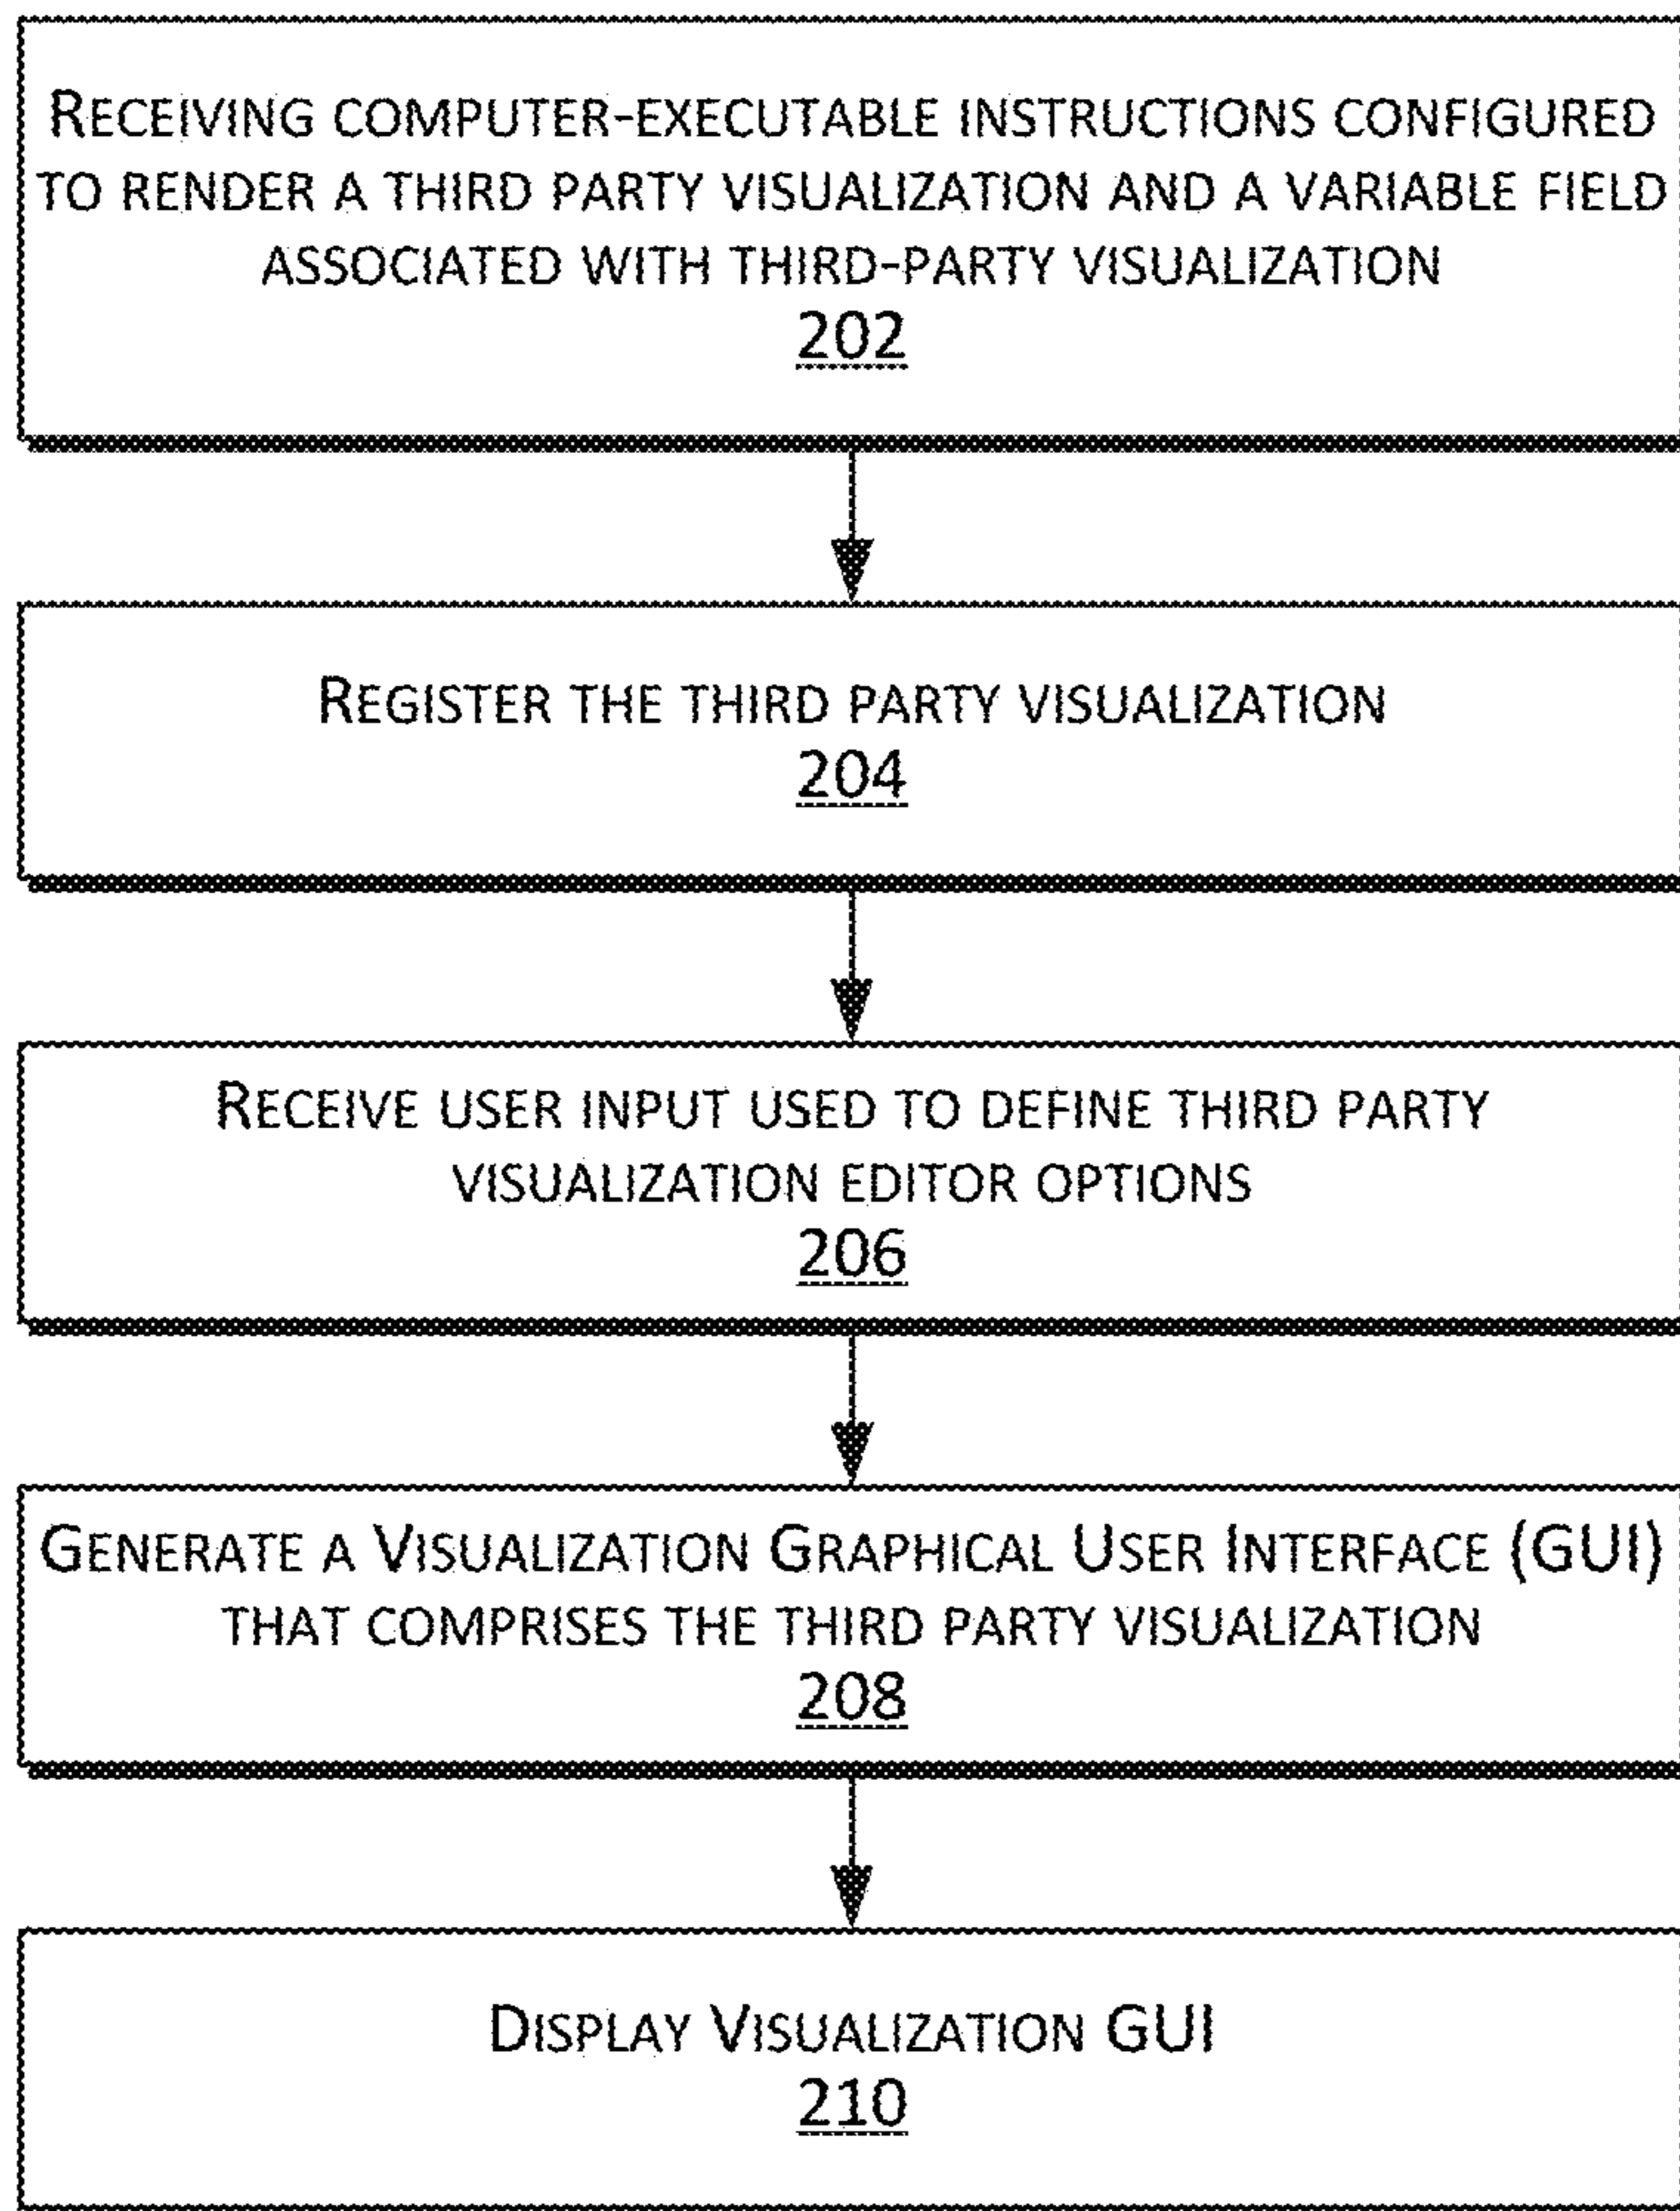 RECEIVING COMPUTER-EXECUTABLE INSTRUCTIONS CONFIGURED
TO RENDER A THIRD PARTY VISUALIZATION AND A VARIABLE FIELD
ASSOCIATED WITH THIRD-PARTY VISUALIZATION
202
REGISTER THE THIRD PARTY VISUALIZATION
204
RECEIVE USER INPUT USED TO DEFINE THIRD PARTY
VISUALIZATION EDITOR OPTIONS
206
GENERATE A VISUALIZATION GRAPHICAL USER INTERFACE (GUI)
THAT COMPRISES THE THIRD PARTY VISUALIZATION
208
DISPLAY VISUALIZATION GUI
210